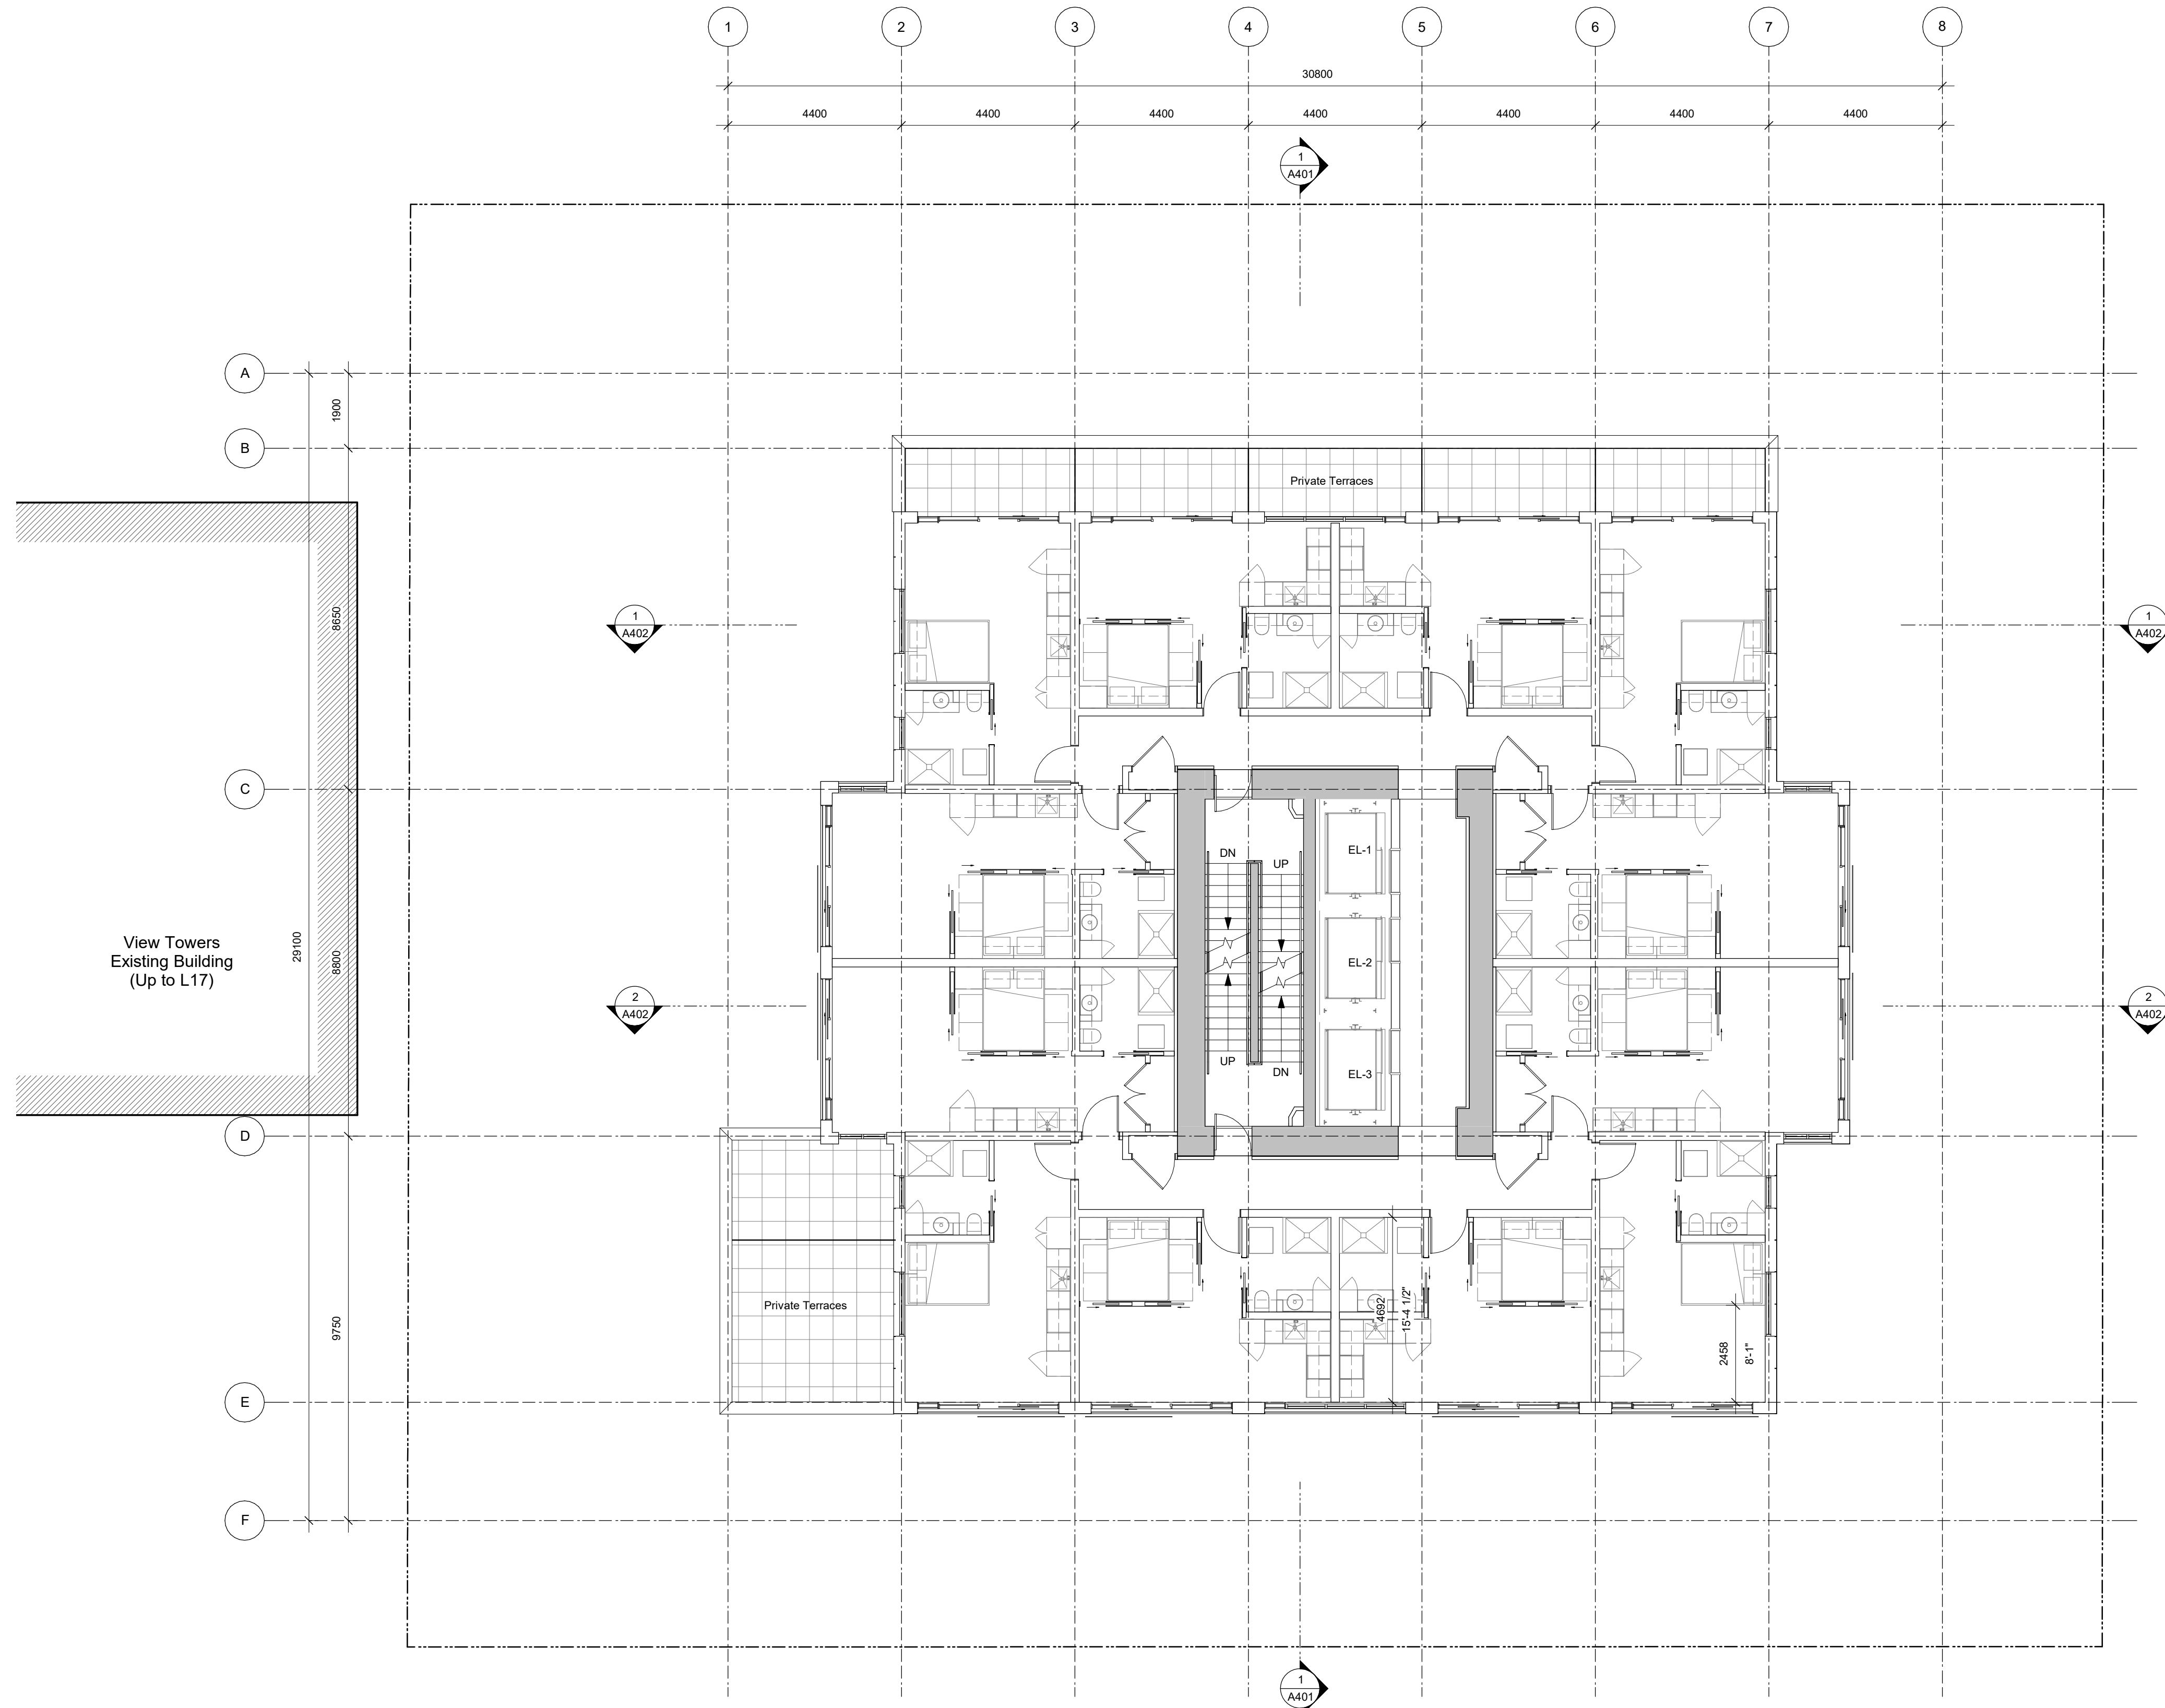 1 2 3 4 5 6 7 8
30800
4400 4400 4400 4400 4400 4400 4400
1
A401
A
1900
B
Private Terraces
8650
1
A402
1
A402
C
EL-1
DN
UP
View Towers
Existing Building
(Up to L17)
29100
8800
EL-2
2
A402
2
A402
UP
DN
EL-3
D
Private Terraces
9750
4692
15'-4 1/2"
2458
8'-1"
E
F
1
A401